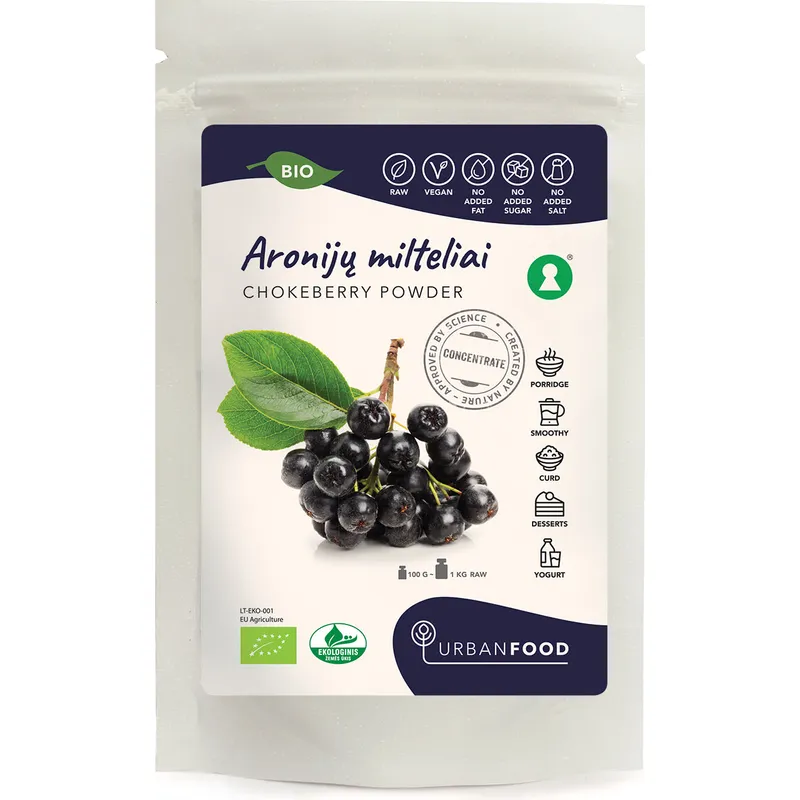 BIO
RAW
VEGAN
NO
ADDED
FAT
NO
ADDED
SUGAR
NO
ADDED
SALT
Aronijų milteliai
CHOKEBERRY POWDER
®
APPROVED BY SCIENCE • CREATED BY NATURE –
CONCENTRATE
PORRIDGE
SMOOTHY
CURD
DESSERTS
YOGURT
100 G ~ 1 KG RAW
LT-EKO-001
EU Agriculture
EKOLOGINIS
ŽEMĖS ŪKIS
URBANFOOD